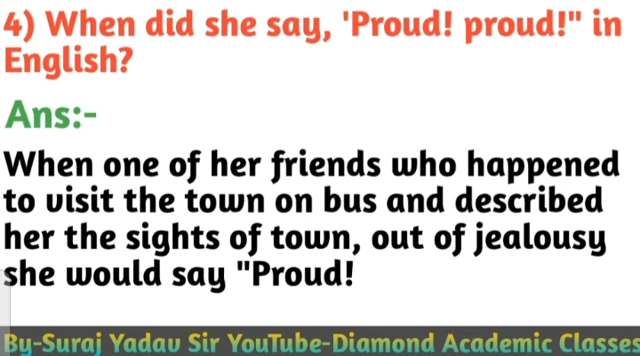 4) When did she say, 'Proud! proud!" in
English?
Ans:-
When one of her friends who happened
to visit the town on bus and described
her the sights of town, out of jealousy
she would say "Proud!
By-Suraj Yadav Sir YouTube-Diamond Academic Classes